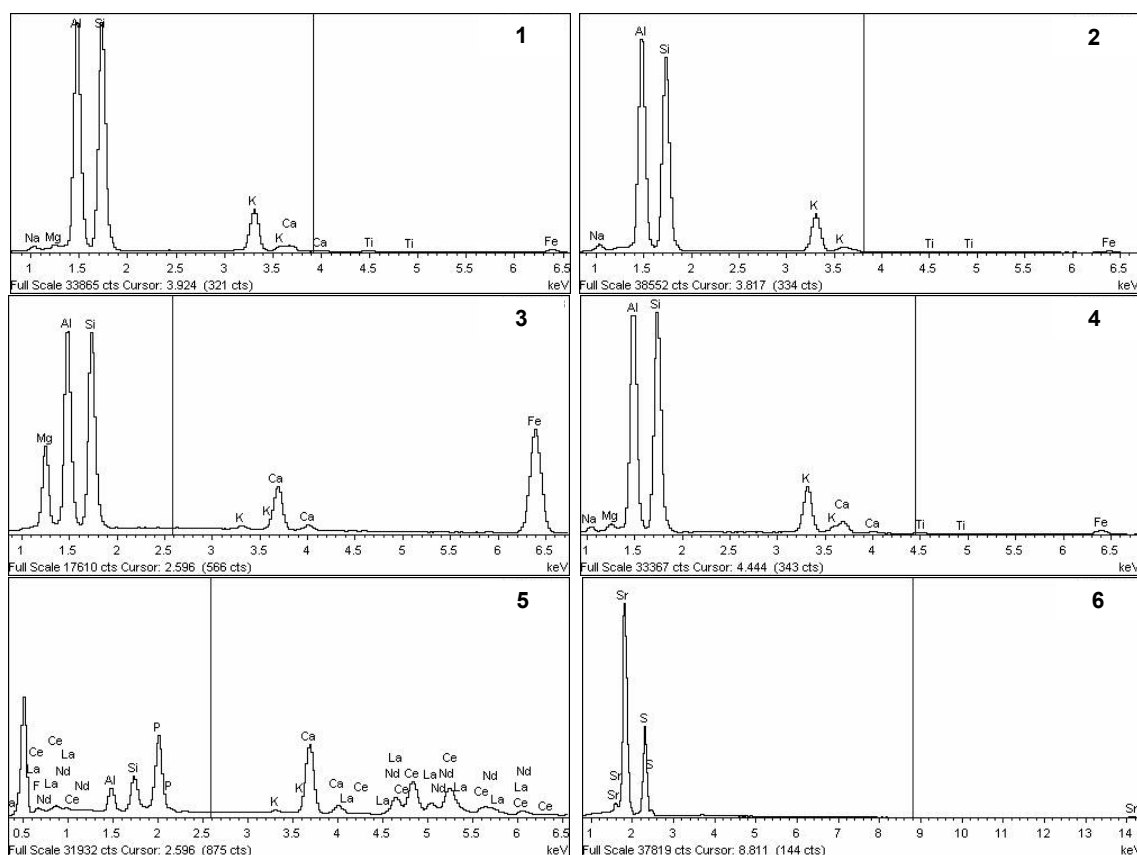 1
Al Si
K
Ca
Na Mg K Ca Ti Ti Fe
1 1.5 2 2.5 3 3.5 4 4.5 5 5.5 6 6.5
Full Scale 33865 cts Cursor: 3.924 (321 cts) keV
2
Al
Si
K
Na K Ti Ti Fe
1 1.5 2 2.5 3 3.5 4 4.5 5 5.5 6 6.5
Full Scale 38552 cts Cursor: 3.817 (334 cts) keV
3
Al Si
Mg Fe
Ca
K K Ca
1 1.5 2 2.5 3 3.5 4 4.5 5 5.5 6 6.5
Full Scale 17610 cts Cursor: 2.596 (566 cts) keV
4
Al Si
K
Ca
Na Mg K Ca Ti Ti Fe
1 1.5 2 2.5 3 3.5 4 4.5 5 5.5 6 6.5
Full Scale 33367 cts Cursor: 4.444 (343 cts) keV
5
P
Ca
Ce Ce La La Ce
La Nd Nd Ce La Nd Nd Nd La
F La Nd Al Si K Ca Ce Ce La Nd La Ce
Nd Ce K P K La La Ce Nd La Ce Ce
0.5 1 1.5 2 2.5 3 3.5 4 4.5 5 5.5 6 6.5
Full Scale 31932 cts Cursor: 2.596 (875 cts) keV
6
Sr
S
S
Sr
Sr Sr
1 2 3 4 5 6 7 8 9 10 11 12 13 14
Full Scale 37819 cts Cursor: 8.811 (144 cts) keV